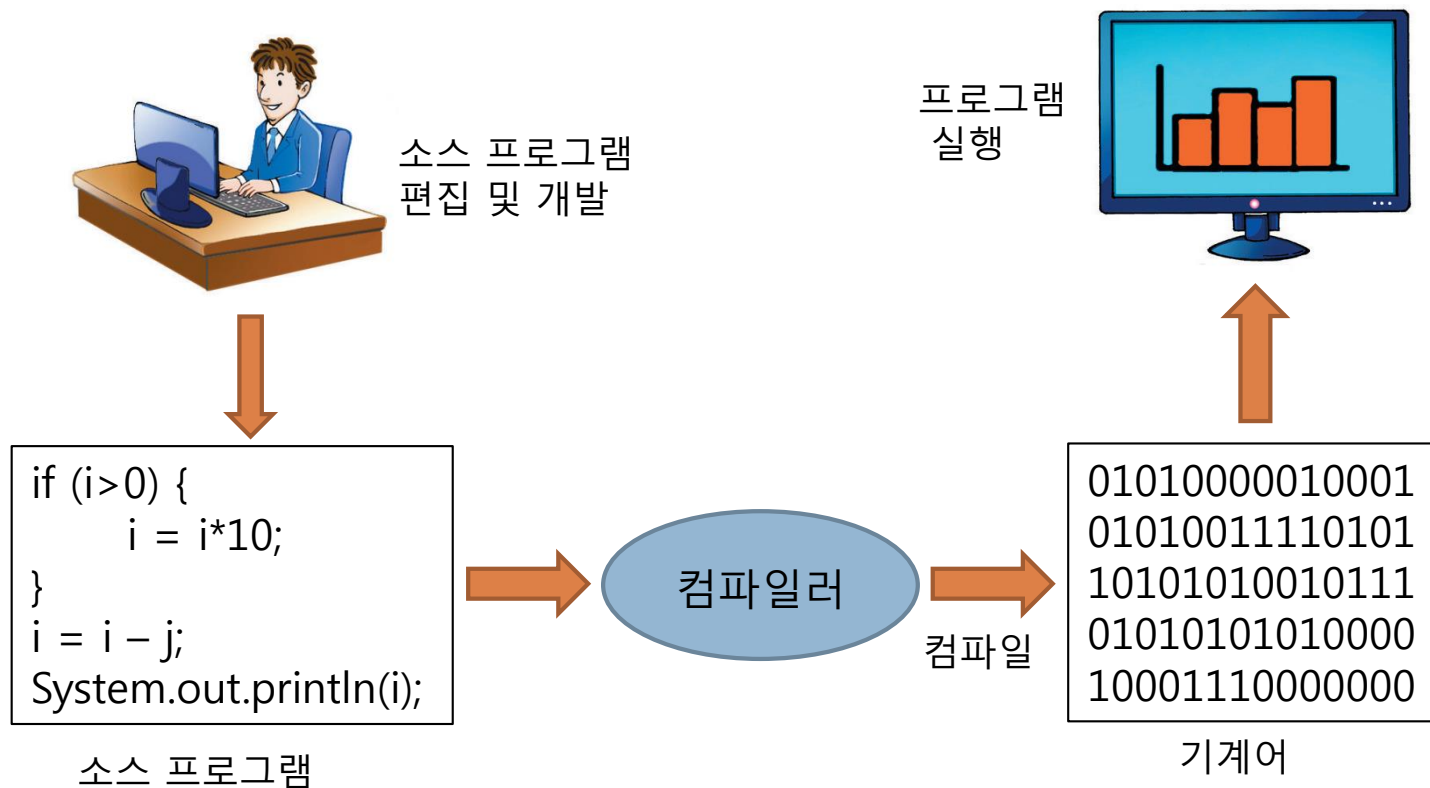 소스 프로그램
편집 및 개발
프로그램
실행
if (i>0) {
i = i*10;
}
i = i – j;
System.out.println(i);
소스 프로그램
컴파일러
컴파일
01010000010001
01010011110101
10101010010111
01010101010000
10001110000000
기계어